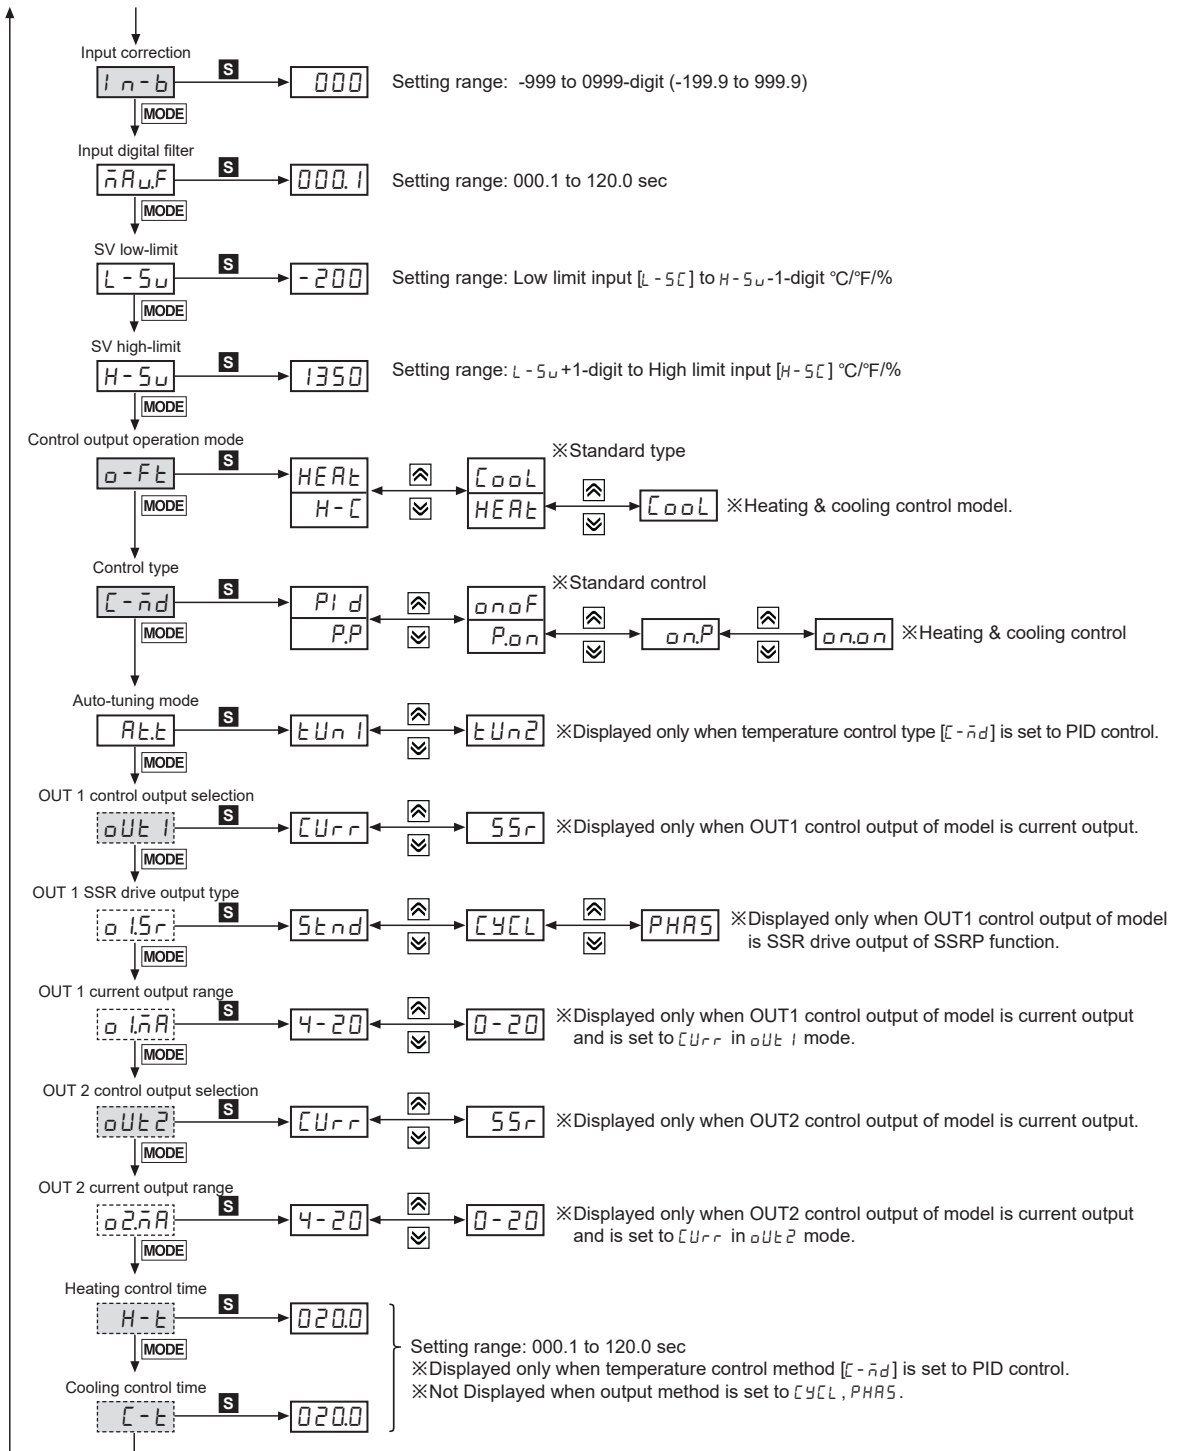 Input correction
In-b S 000 Setting range: -999 to 0999-digit (-199.9 to 999.9)
MODE
Input digital filter
mAu.F S 000.1 Setting range: 000.1 to 120.0 sec
MODE
SV low-limit
L-Su S -200 Setting range: Low limit input [L-SC] to H-Su-1-digit °C/°F/%
MODE
SV high-limit
H-Su S 1350 Setting range: L-Su+1-digit to High limit input [H-SC] °C/°F/%
MODE
Control output operation mode
※Standard type
o-Ft S HEAt CooL
MODE H-C HEAt CooL ※Heating & cooling control model.
Control type
※Standard control
C-md S PId onoF
MODE P.P P.on on.P on.on ※Heating & cooling control
Auto-tuning mode
At.t S tUn1 tUn2 ※Displayed only when temperature control type [C-md] is set to PID control.
MODE
OUT 1 control output selection
oUt1 S CUrr SSr ※Displayed only when OUT1 control output of model is current output.
MODE
OUT 1 SSR drive output type
o1.Sr S Stnd CYCL PHAS ※Displayed only when OUT1 control output of model
is SSR drive output of SSRP function.
MODE
OUT 1 current output range
o1.mA S 4-20 0-20 ※Displayed only when OUT1 control output of model is current output
and is set to CUrr in oUt1 mode.
MODE
OUT 2 control output selection
oUt2 S CUrr SSr ※Displayed only when OUT2 control output of model is current output.
MODE
OUT 2 current output range
o2.mA S 4-20 0-20 ※Displayed only when OUT2 control output of model is current output
and is set to CUrr in oUt2 mode.
MODE
Heating control time
H-t S 020.0
MODE
Setting range: 000.1 to 120.0 sec
※Displayed only when temperature control method [C-md] is set to PID control.
※Not Displayed when output method is set to CYCL, PHAS.
Cooling control time
C-t S 020.0